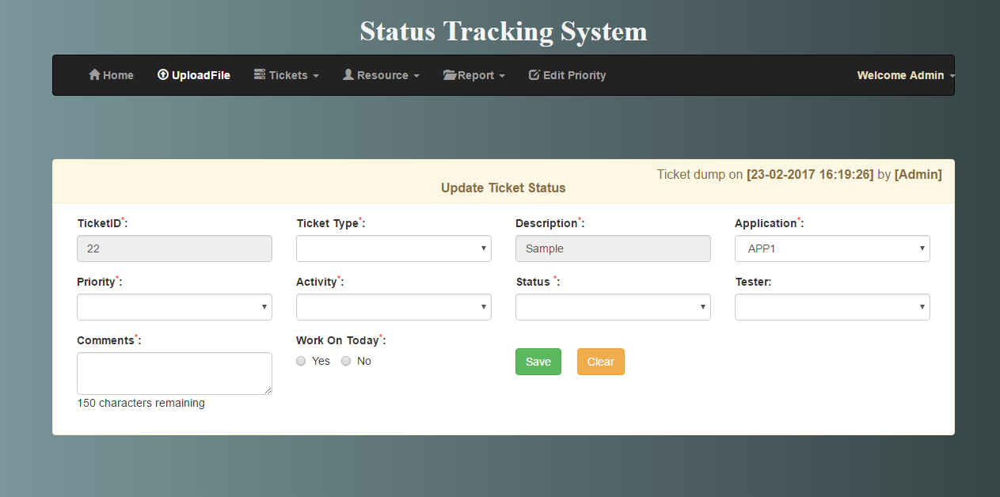 Status Tracking System
Home UploadFile Tickets Resource Report Edit Priority Welcome Admin
Ticket dump on [23-02-2017 16:19:26] by [Admin]
Update Ticket Status
TicketID*: Ticket Type*: Description*: Application*:
22 Sample APP1
Priority*: Activity*: Status *: Tester:
Comments*: Work On Today*:
Yes No Save Clear
150 characters remaining